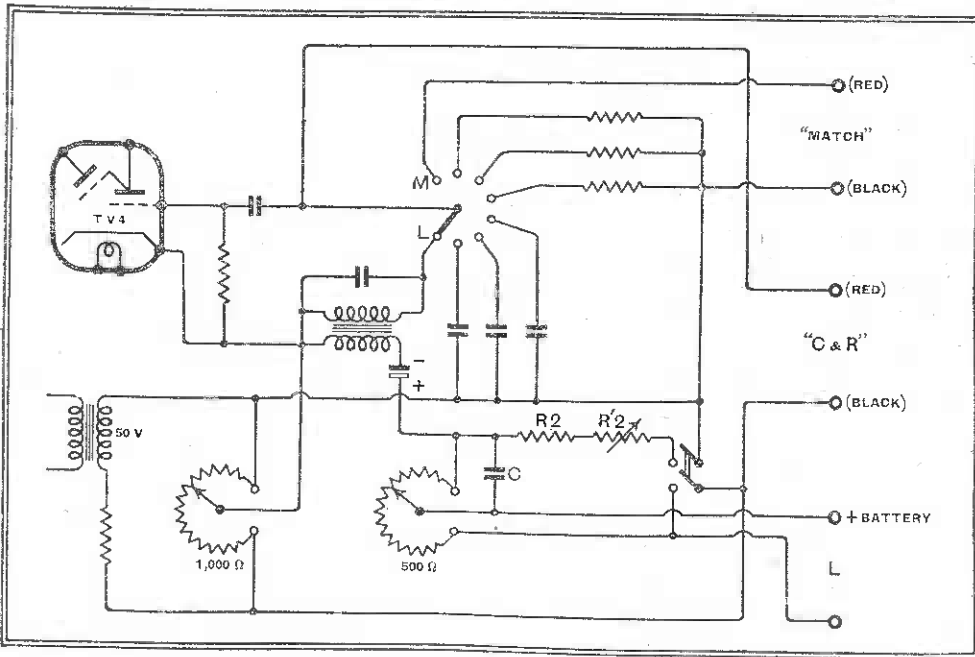 (RED)
"MATCH"
M
(BLACK)
TV4
L
(RED)
"C & R"
-
+
(BLACK)
50 V
R2
R'2
C
+ BATTERY
1,000 Ω
500 Ω
L